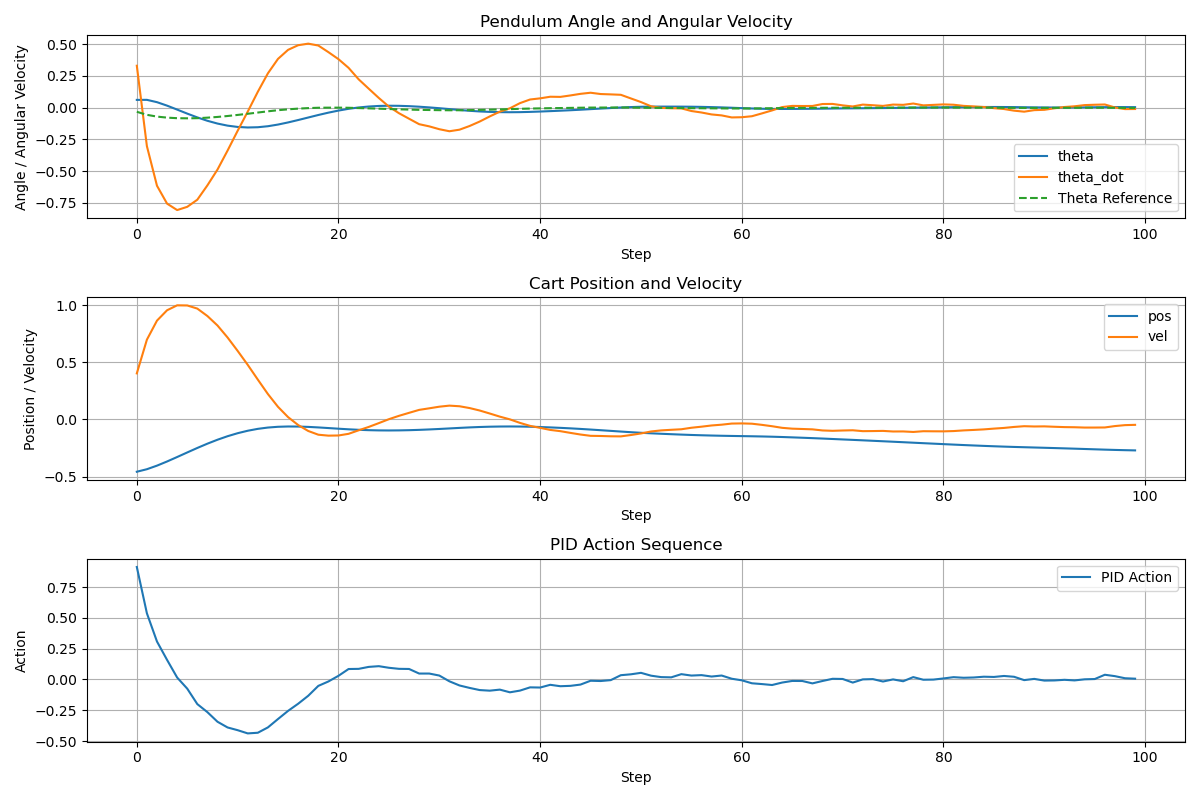 Pendulum Angle and Angular Velocity
Angle / Angular Velocity
0.50
0.25
0.00
−0.25
−0.50
−0.75
theta
theta_dot
Theta Reference
0 20 40 60 80 100
Step
Cart Position and Velocity
Position / Velocity
1.0
0.5
0.0
−0.5
pos
vel
0 20 40 60 80 100
Step
PID Action Sequence
Action
0.75
0.50
0.25
0.00
−0.25
−0.50
PID Action
0 20 40 60 80 100
Step